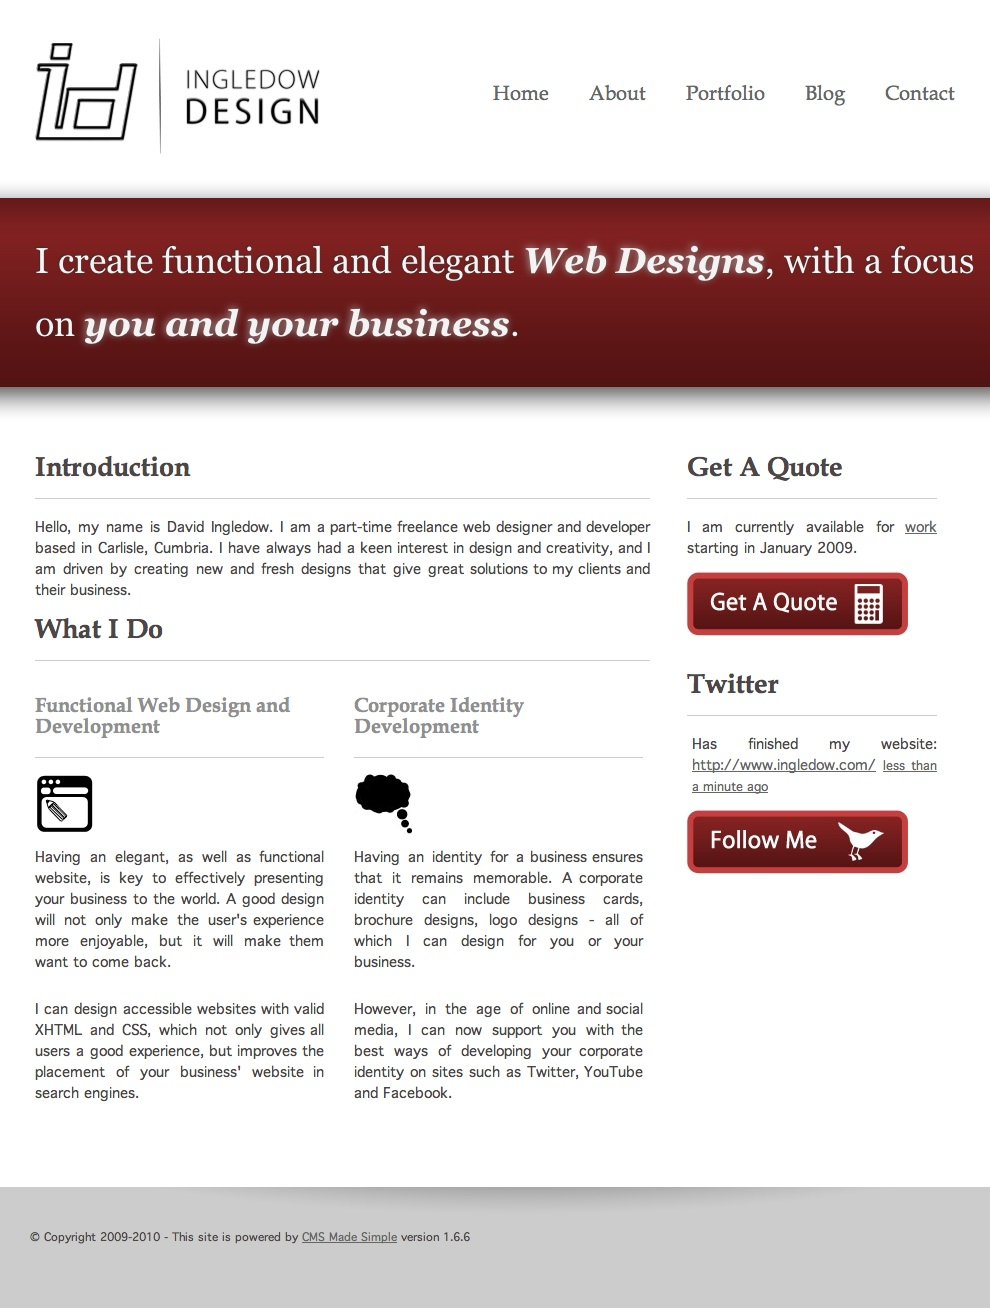 id
INGLEDOW
DESIGN
Home About Portfolio Blog Contact
I create functional and elegant Web Designs, with a focus
on you and your business.
Introduction
Hello, my name is David Ingledow. I am a part-time freelance web designer and developer
based in Carlisle, Cumbria. I have always had a keen interest in design and creativity, and I
am driven by creating new and fresh designs that give great solutions to my clients and
their business.
What I Do
Functional Web Design and
Development
Having an elegant, as well as functional
website, is key to effectively presenting
your business to the world. A good design
will not only make the user's experience
more enjoyable, but it will make them
want to come back.
I can design accessible websites with valid
XHTML and CSS, which not only gives all
users a good experience, but improves the
placement of your business' website in
search engines.
Corporate Identity
Development
Having an identity for a business ensures
that it remains memorable. A corporate
identity can include business cards,
brochure designs, logo designs - all of
which I can design for you or your
business.
However, in the age of online and social
media, I can now support you with the
best ways of developing your corporate
identity on sites such as Twitter, YouTube
and Facebook.
Get A Quote
I am currently available for work
starting in January 2009.
Get A Quote
Twitter
Has finished my website:
http://www.ingledow.com/ less than
a minute ago
Follow Me
© Copyright 2009-2010 - This site is powered by CMS Made Simple version 1.6.6